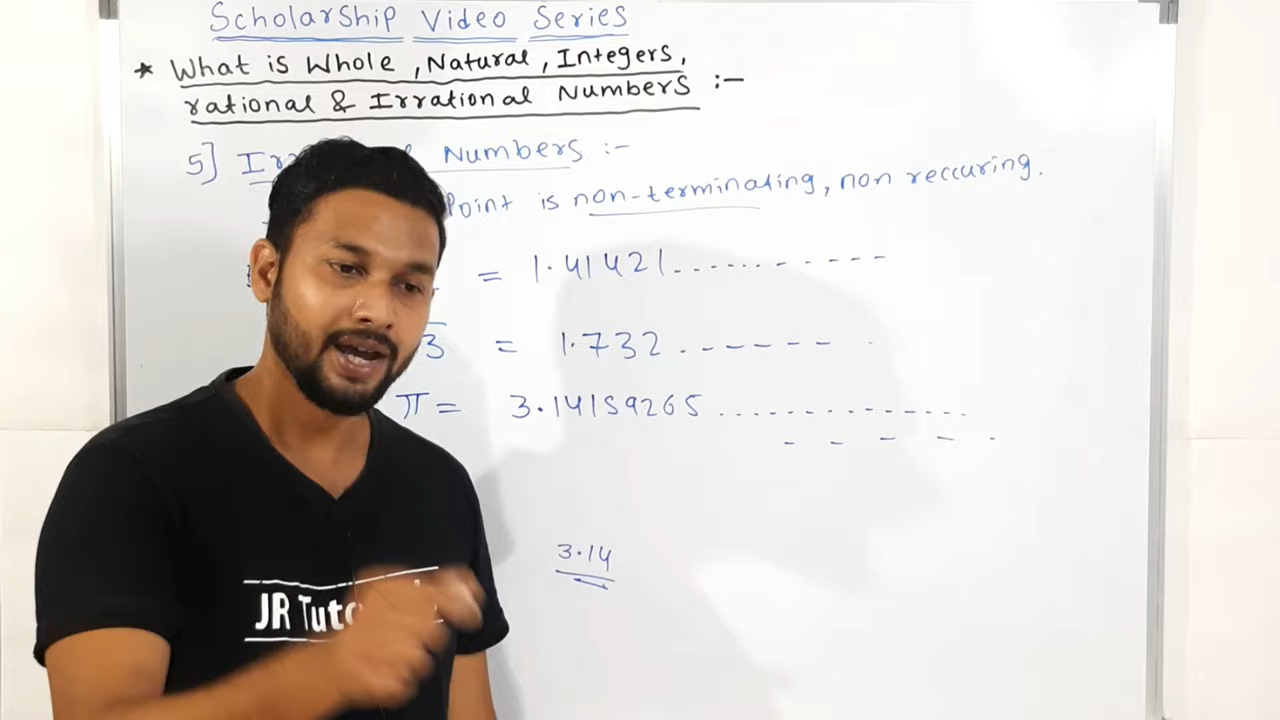 Scholarship Video Series
* What is Whole, Natural, Integers,
rational & Irrational Numbers :-
5] Numbers :-
Point is non-terminating, non reccuring.
= 1.41421..........
√3 = 1.732.------
π = 3.14159265..............
- - - - .
3.14
JR